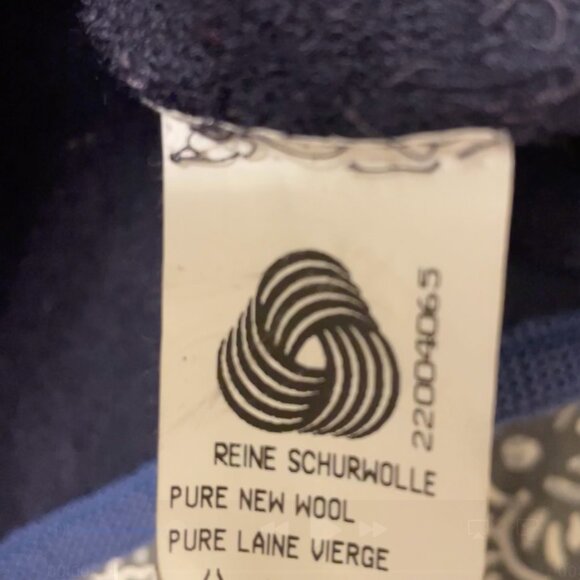 22004065
REINE SCHURWOLLE
PURE NEW WOOL
PURE LAINE VIERGE